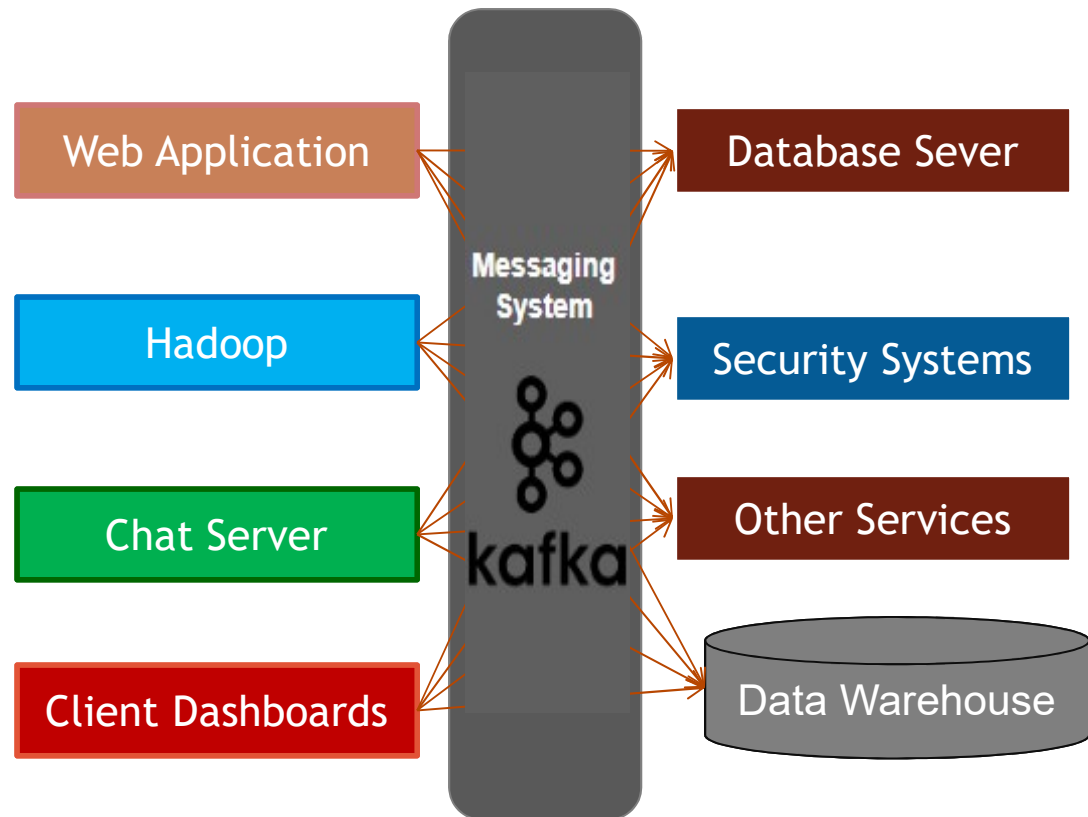 Web Application
Hadoop
Chat Server
Client Dashboards
Messaging
System
kafka
Database Sever
Security Systems
Other Services
Data Warehouse